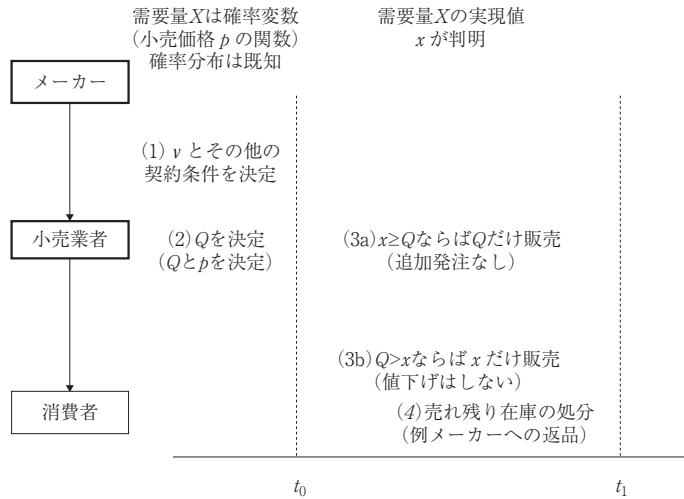 需要量Xは確率変数
(小売価格 p の関数)
確率分布は既知
需要量Xの実現値
x が判明
メーカー
(1) v とその他の
契約条件を決定
小売業者
(2)Qを決定
(Qとpを決定)
(3a)x≥QならばQだけ販売
(追加発注なし)
(3b)Q>xならば x だけ販売
(値下げはしない)
消費者
(4)売れ残り在庫の処分
(例メーカーへの返品)
t0
t1